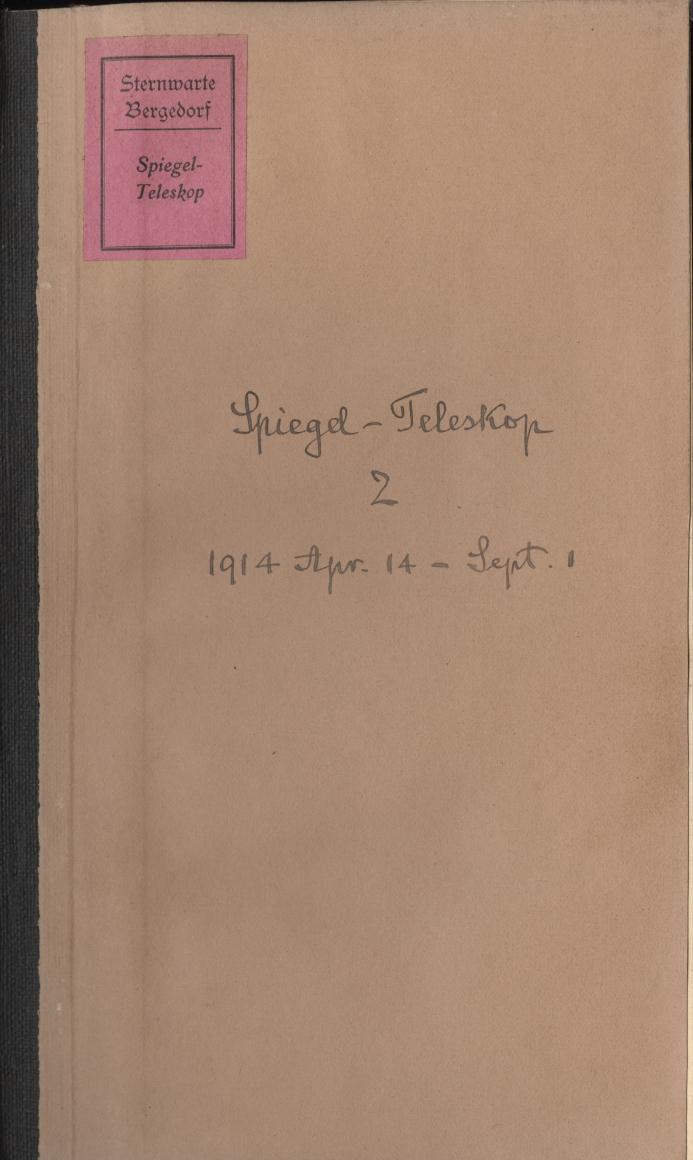 Sternwarte
Bergedorf
Spiegel-
Teleskop
Spiegel-Teleskop
2
1914 Apr. 14 - Sept. 1